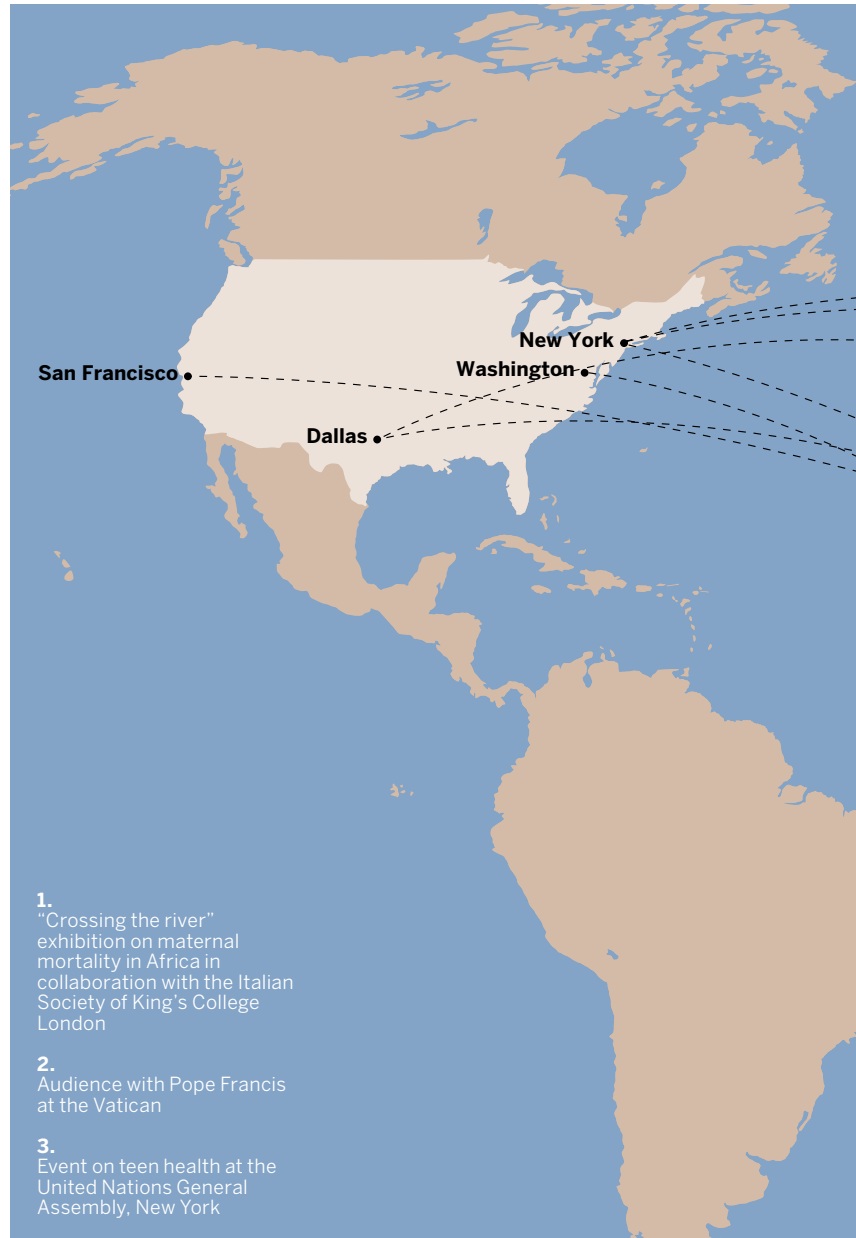 New York
Washington
San Francisco
Dallas
1.
“Crossing the river”
exhibition on maternal
mortality in Africa in
collaboration with the Italian
Society of King’s College
London
2.
Audience with Pope Francis
at the Vatican
3.
Event on teen health at the
United Nations General
Assembly, New York